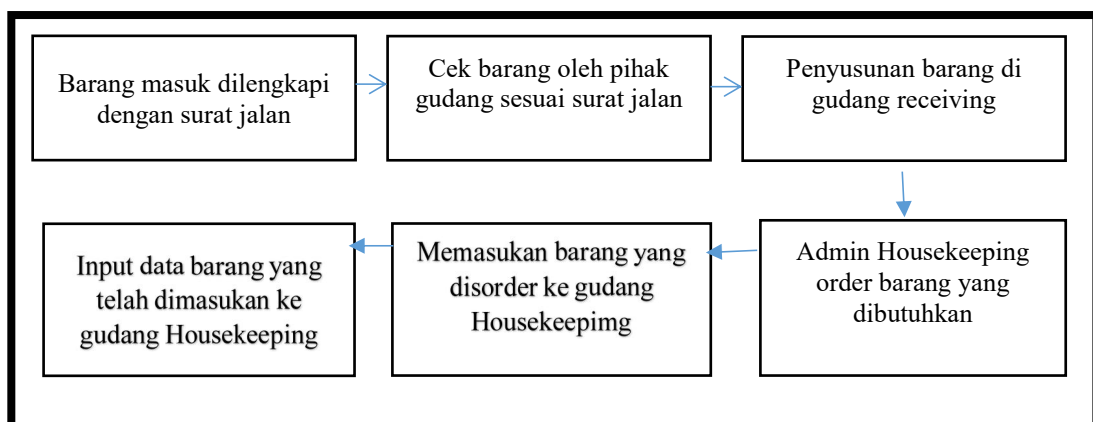 Barang masuk dilengkapi
dengan surat jalan
Cek barang oleh pihak
gudang sesuai surat jalan
Penyusunan barang di
gudang receiving
Admin Housekeeping
order barang yang
dibutuhkan
Memasukan barang yang
disorder ke gudang
Housekeepimg
Input data barang yang
telah dimasukan ke
gudang Housekeeping